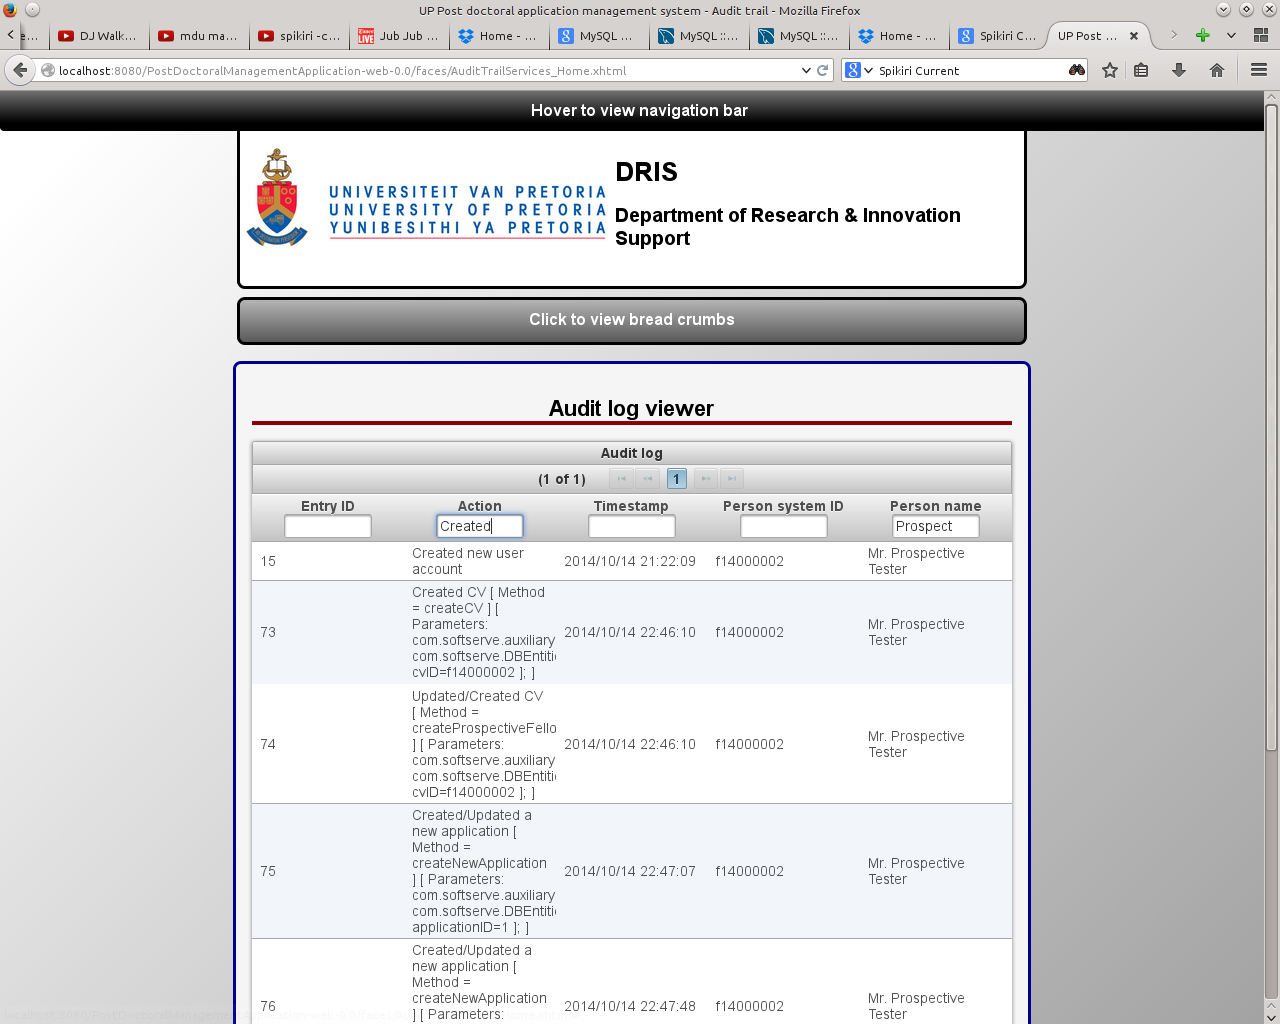 UP Post doctoral application management system - Audit trail - Mozilla Firefox
e...
DJ Walk...
mdu ma...
spikiri -c...
Jub Jub ...
Home - ...
MySQL ...
MySQL ::...
MySQL ::...
Home - ...
Spikiri C...
UP Post ...
localhost:8080/PostDoctoralManagementApplication-web-0.0/faces/AuditTrailServices_Home.xhtml
Spikiri Current
Hover to view navigation bar
UNIVERSITEIT VAN PRETORIA
UNIVERSITY OF PRETORIA
YUNIBESITHI YA PRETORIA
DRIS
Department of Research & Innovation
Support
Click to view bread crumbs
Audit log viewer
Audit log
(1 of 1)
1
Entry ID Action Timestamp Person system ID Person name
Created Prospect
15
Created new user
account
2014/10/14 21:22:09
f14000002
Mr. Prospective
Tester
73
Created CV [ Method
= createCV ] [
Parameters:
com.softserve.auxiliary
com.softserve.DBEntiti
cvID=f14000002 ]; ]
2014/10/14 22:46:10
f14000002
Mr. Prospective
Tester
74
Updated/Created CV
[ Method =
createProspectiveFello
] [ Parameters:
com.softserve.auxiliary
com.softserve.DBEntiti
cvID=f14000002 ]; ]
2014/10/14 22:46:10
f14000002
Mr. Prospective
Tester
75
Created/Updated a
new application [
Method =
createNewApplication
] [ Parameters:
com.softserve.auxiliary
com.softserve.DBEntiti
applicationID=1 ]; ]
2014/10/14 22:47:07
f14000002
Mr. Prospective
Tester
76
Created/Updated a
new application [
Method =
createNewApplication
] [ Parameters:
2014/10/14 22:47:48
f14000002
Mr. Prospective
Tester